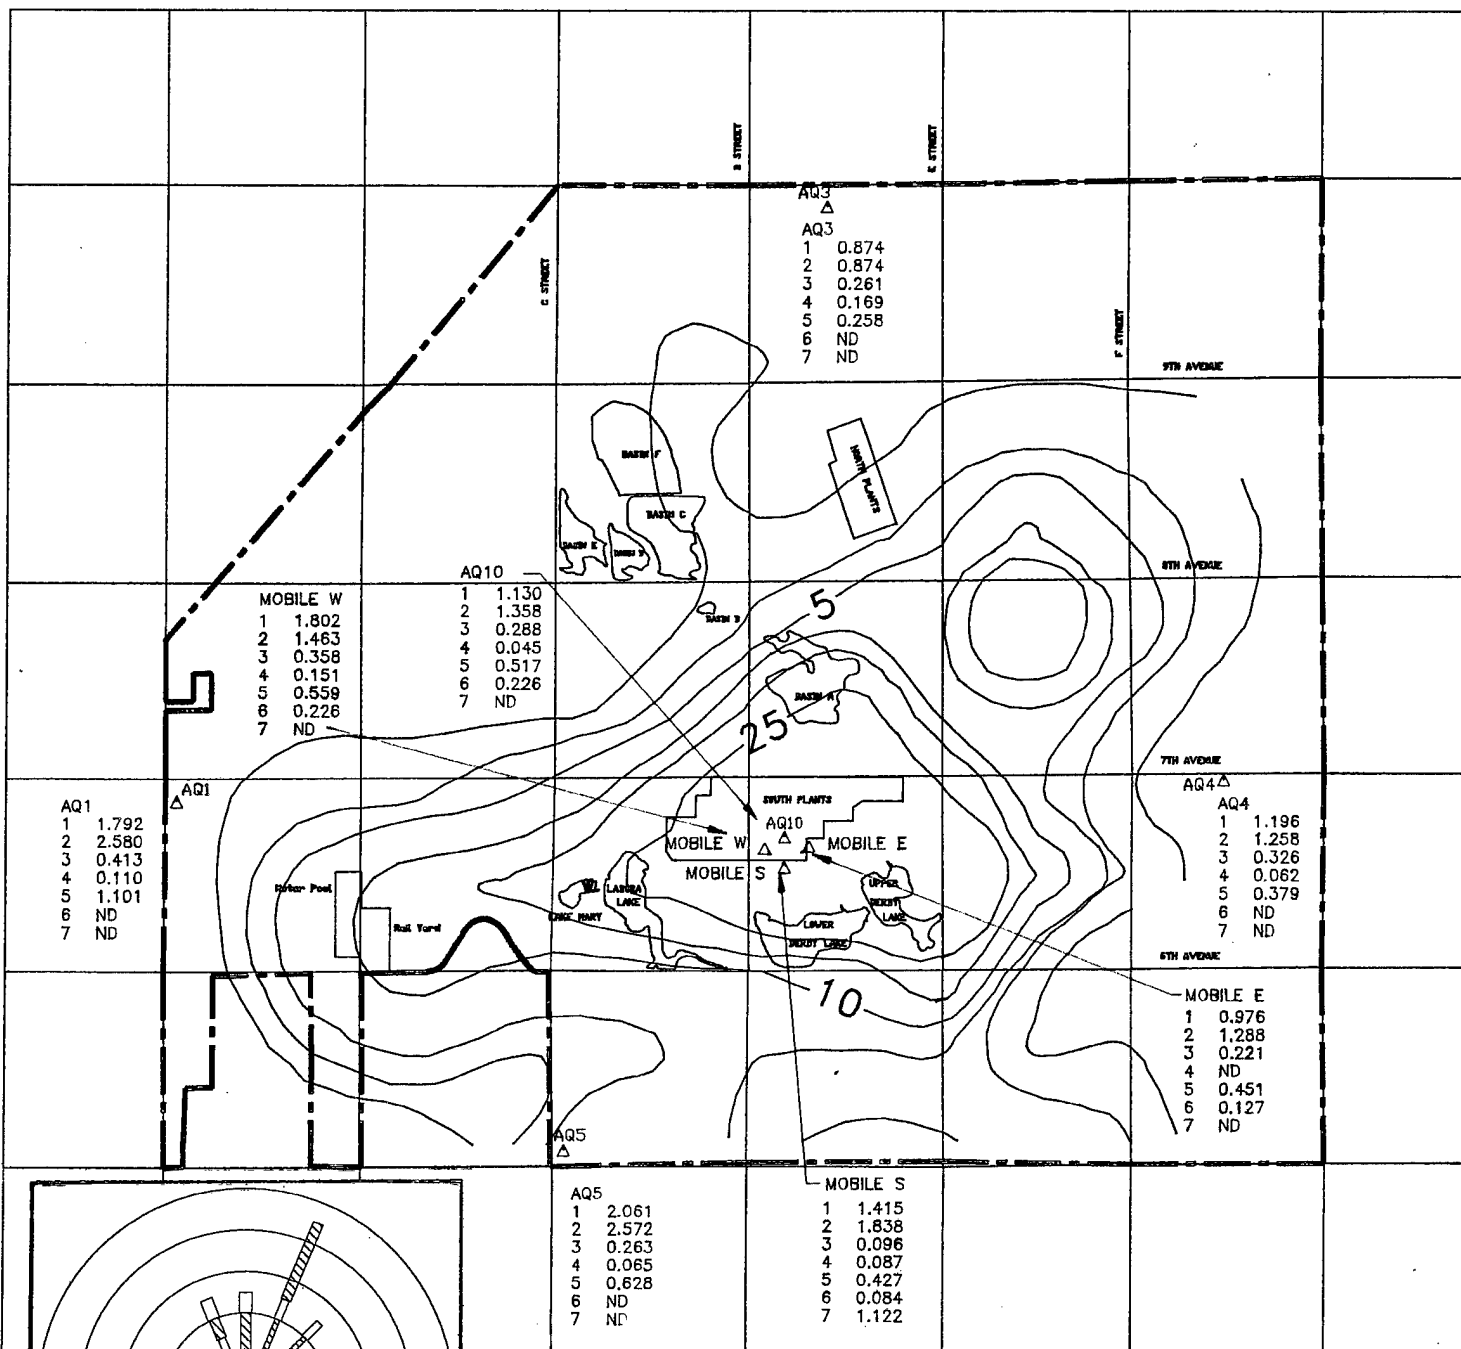 B STREET
E STREET
C STREET
F STREET
AQ3
AQ3
1 0.874
2 0.874
3 0.261
4 0.169
5 0.258
6 ND
7 ND
9TH AVENUE
BASIN F
NORTH PLANTS
BASIN C
BASIN E
BASIN D
8TH AVENUE
AQ10
1 1.130
2 1.358
3 0.288
4 0.045
5 0.517
6 0.226
7 ND
MOBILE W
1 1.802
2 1.463
3 0.358
4 0.151
5 0.559
6 0.226
7 ND
BASIN B
5
BASIN A
25
7TH AVENUE
AQ4
AQ4
1 1.196
2 1.258
3 0.326
4 0.062
5 0.379
6 ND
7 ND
AQ1
AQ1
1 1.792
2 2.580
3 0.413
4 0.110
5 1.101
6 ND
7 ND
SOUTH PLANTS
AQ10
MOBILE W
MOBILE E
MOBILE S
Motor Pool
Rail Yard
LAKE MARY
LADORA
LAKE
UPPER
DERBY
LAKE
LOWER
DERBY LAKE
6TH AVENUE
10
MOBILE E
1 0.976
2 1.288
3 0.221
4 ND
5 0.451
6 0.127
7 ND
AQ5
AQ5
1 2.061
2 2.572
3 0.263
4 0.065
5 0.628
6 ND
7 ND
MOBILE S
1 1.415
2 1.838
3 0.096
4 0.087
5 0.427
6 0.084
7 1.122